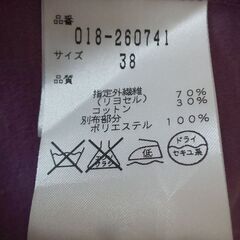 品番
018-260741
サイズ
38
品質
指定外繊維 70%
(リヨセル)
コットン 30%
別布部分
ポリエステル 100%
低
ドライ
セキユ系